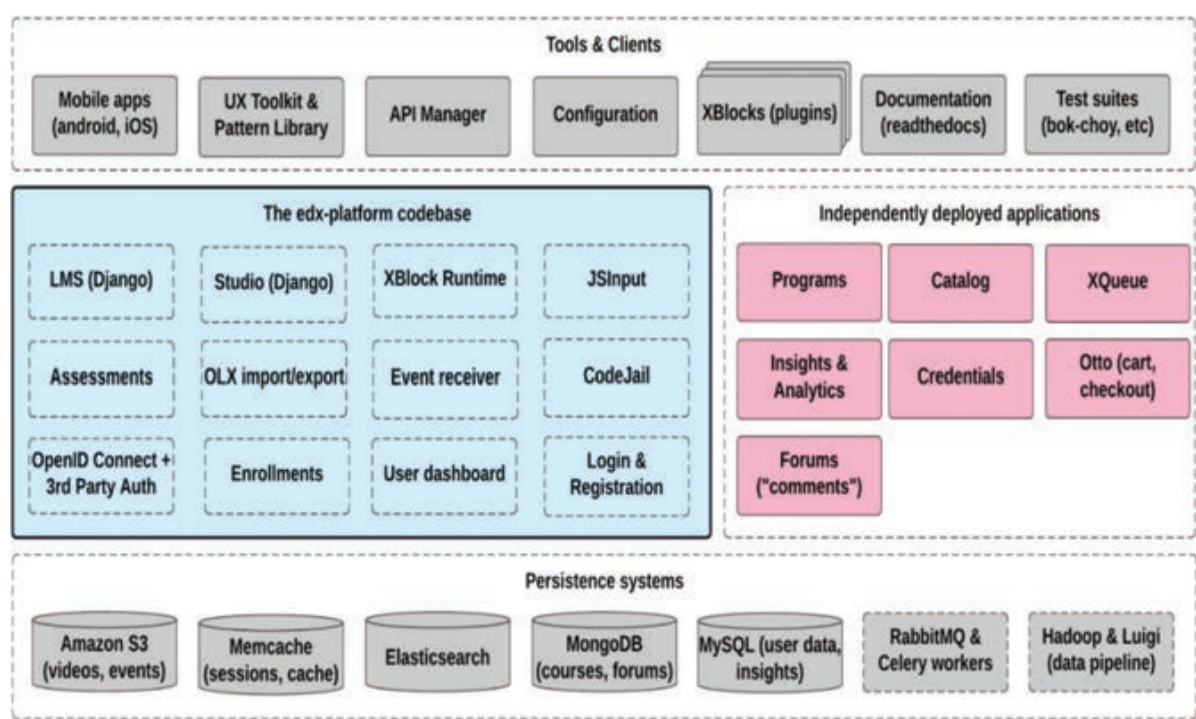 Tools & Clients
Mobile apps
(android, iOS)
UX Toolkit &
Pattern Library
API Manager
Configuration
XBlocks (plugins)
Documentation
(readthedocs)
Test suites
(bok-choy, etc)
The edx-platform codebase
LMS (Django)
Studio (Django)
XBlock Runtime
JSInput
Assessments
OLX import/export
Event receiver
CodeJail
OpenID Connect +
3rd Party Auth
Enrollments
User dashboard
Login &
Registration
Independently deployed applications
Programs
Catalog
XQueue
Insights &
Analytics
Credentials
Otto (cart,
checkout)
Forums
("comments")
Persistence systems
Amazon S3
(videos, events)
Memcache
(sessions, cache)
Elasticsearch
MongoDB
(courses, forums)
MySQL (user data,
insights)
RabbitMQ &
Celery workers
Hadoop & Luigi
(data pipeline)